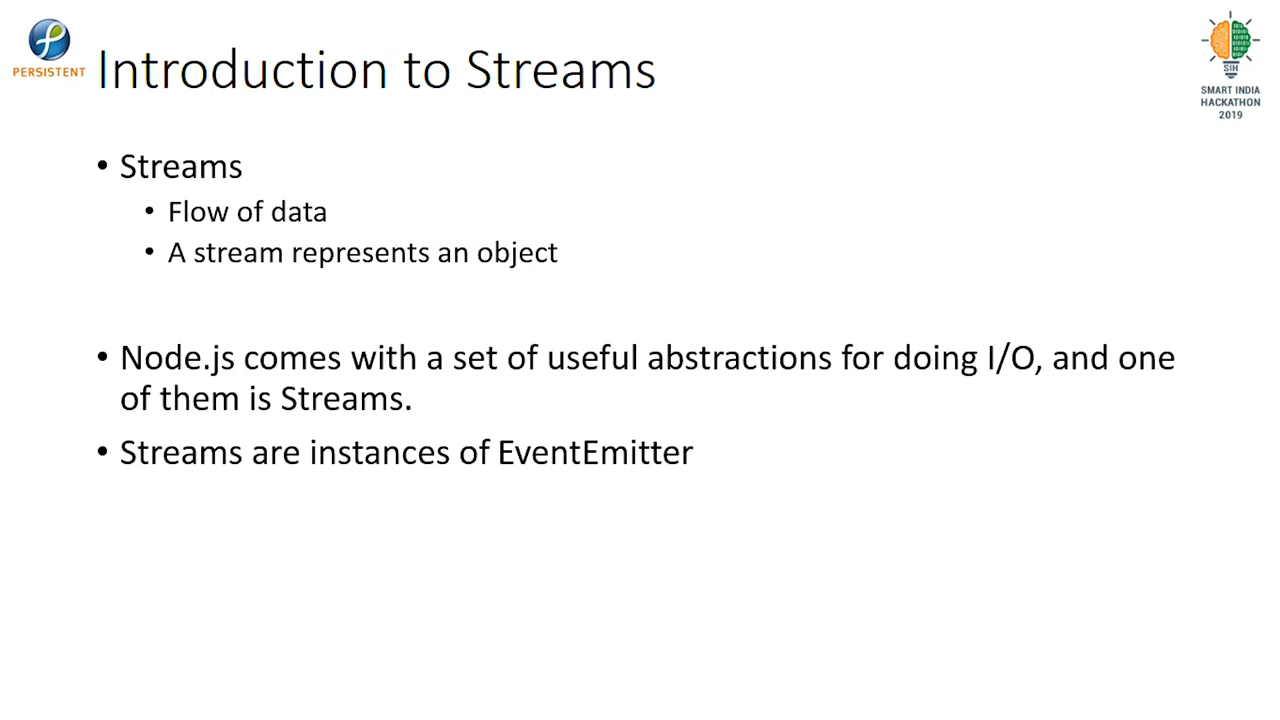 PERSISTENT
Introduction to Streams
SIH
SMART INDIA
HACKATHON
2019
• Streams
• Flow of data
• A stream represents an object
• Node.js comes with a set of useful abstractions for doing I/O, and one
of them is Streams.
• Streams are instances of EventEmitter